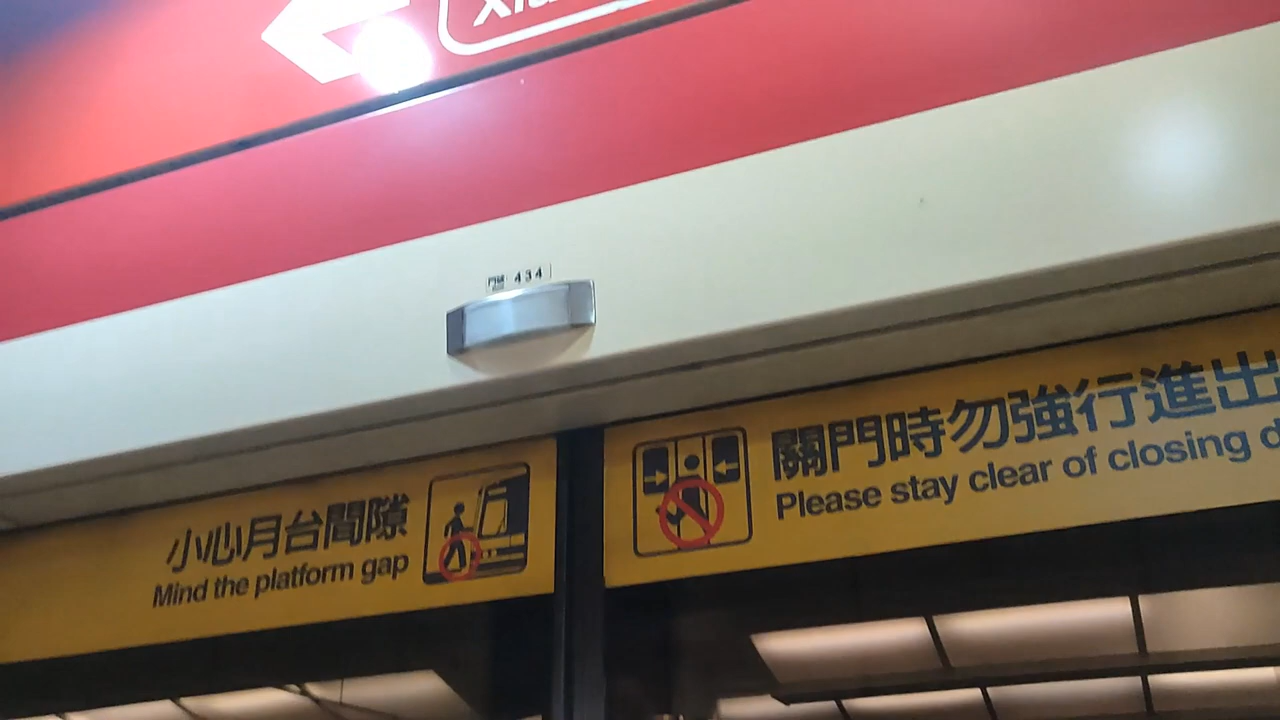 門號 434
小心月台間隙
Mind the platform gap
關門時勿強行進出
Please stay clear of closing